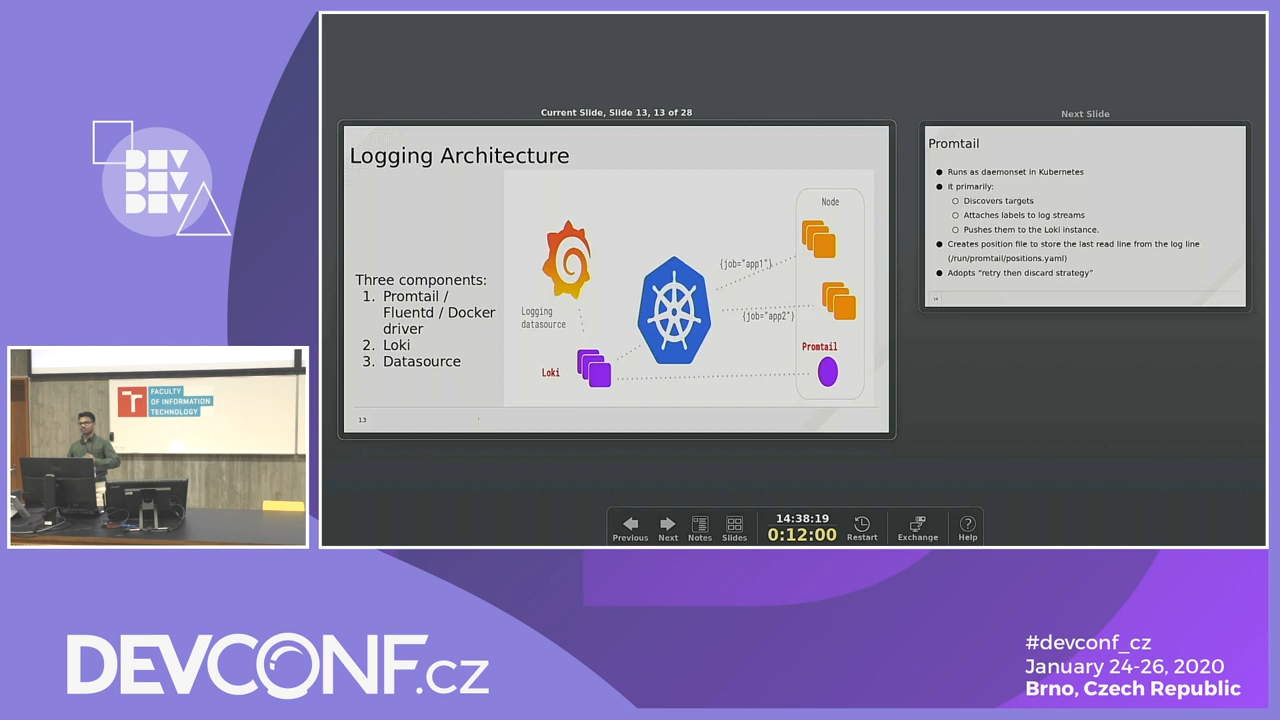 Current Slide, Slide 13, 13 of 28
Logging Architecture
Three components:
1. Promtail /
Fluentd / Docker
driver
2. Loki
3. Datasource
Logging
datasource
Loki
{job="app1"}
{job="app2"}
Node
Promtail
13
Next Slide
Promtail
● Runs as daemonset in Kubernetes
● It primarily:
○ Discovers targets
○ Attaches labels to log streams
○ Pushes them to the Loki instance.
● Creates position file to store the last read line from the log line
(/run/promtail/positions.yaml)
● Adopts “retry then discard strategy”
14
Previous
Next
Notes
Slides
14:38:19
0:12:00
Restart
Exchange
Help
DEV
DEV
DEV
FACULTY
OF INFORMATION
TECHNOLOGY
DEVCONF.cz
#devconf_cz
January 24-26, 2020
Brno, Czech Republic